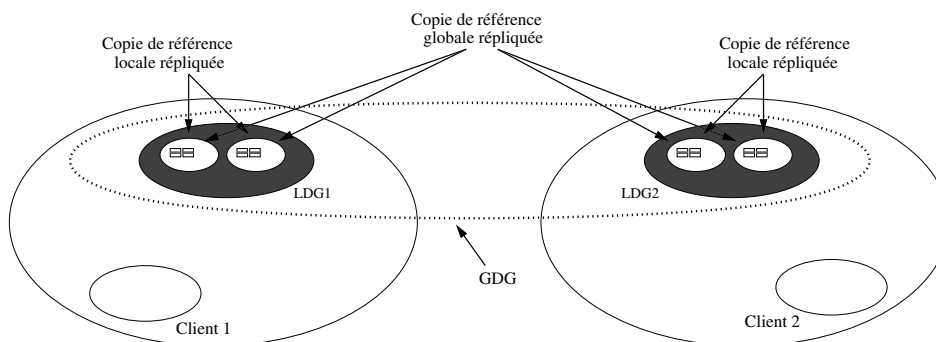 Copie de référence
globale répliquée
Copie de référence
locale répliquée
Copie de référence
locale répliquée
LDG1
LDG2
GDG
Client 1
Client 2